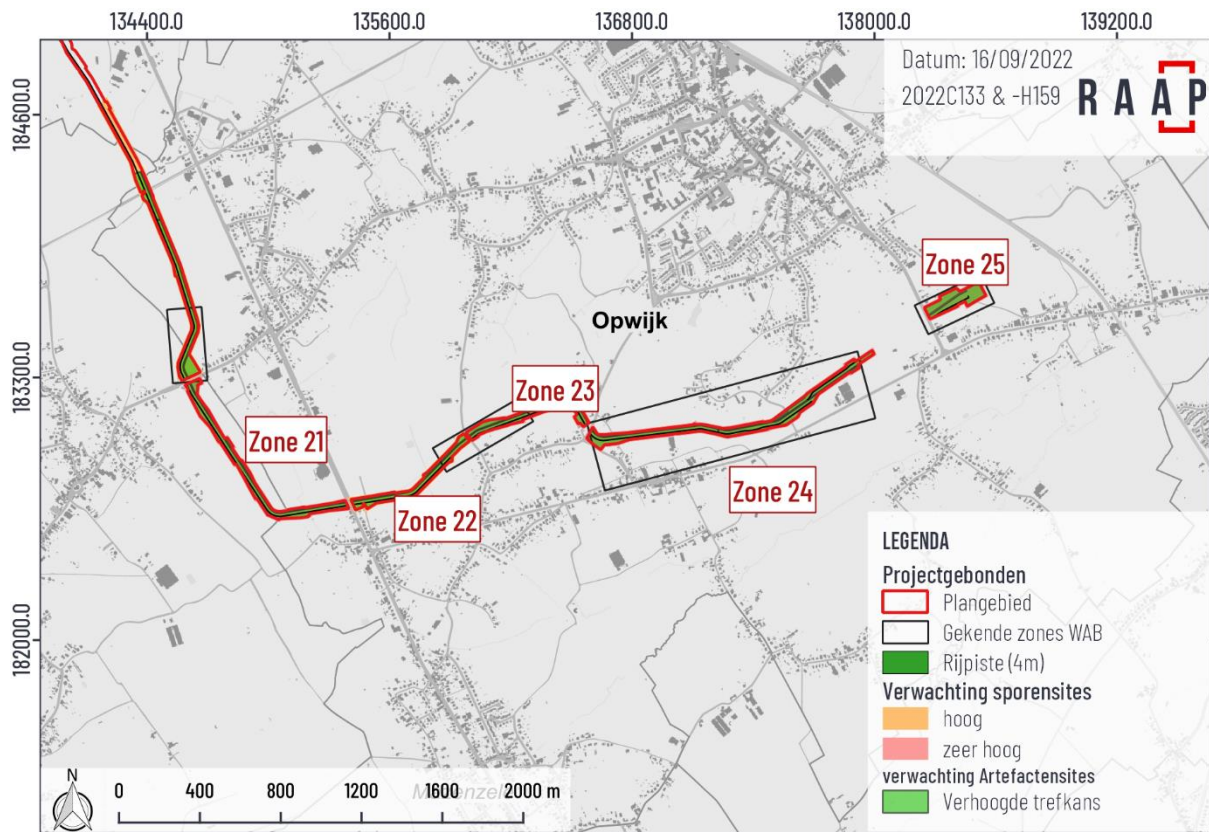 134400.0 135600.0 136800.0 138000.0 139200.0
184600.0
183300.0
182000.0
Datum: 16/09/2022
2022C133 & -H159
RAAP
Zone 25
Opwijk
Zone 23
Zone 21
Zone 24
Zone 22
LEGENDA
Projectgebonden
Plangebied
Gekende zones WAB
Rijpiste (4m)
Verwachting sporensites
hoog
zeer hoog
verwachting Artefactensites
Verhoogde trefkans
N
0 400 800 1200 1600 2000 m